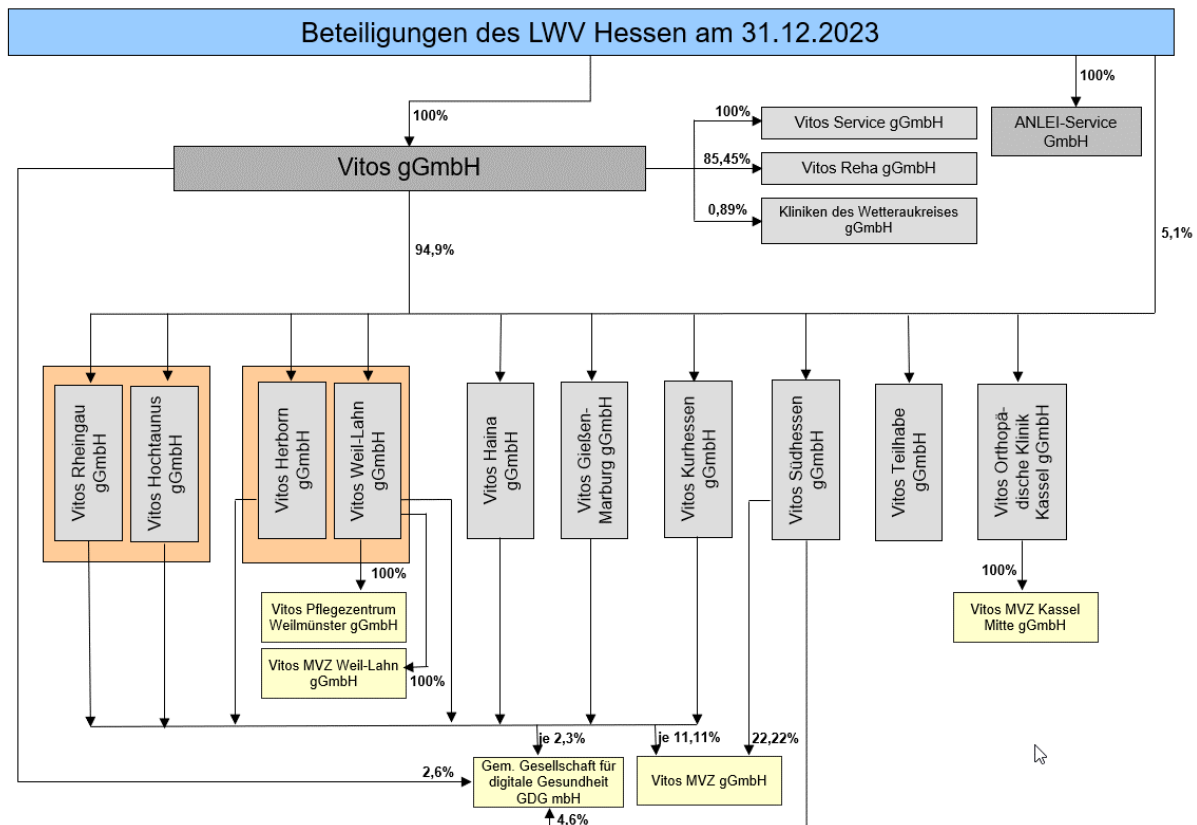 Beteiligungen des LWV Hessen am 31.12.2023
100%
100%
Vitos gGmbH
100%
Vitos Service gGmbH
85,45%
Vitos Reha gGmbH
0,89%
Kliniken des Wetteraukreises
gGmbH
ANLEI-Service
GmbH
5,1%
94,9%
Vitos Rheingau
gGmbH
Vitos Hochtaunus
gGmbH
Vitos Herborn
gGmbH
Vitos Weil-Lahn
gGmbH
Vitos Haina
gGmbH
Vitos Gießen-
Marburg gGmbH
Vitos Kurhessen
gGmbH
Vitos Südhessen
gGmbH
Vitos Teilhabe
gGmbH
Vitos Orthopä-
dische Klinik
Kassel gGmbH
100%
Vitos Pflegezentrum
Weilmünster gGmbH
Vitos MVZ Weil-Lahn
gGmbH
100%
100%
Vitos MVZ Kassel
Mitte gGmbH
je 2,3%
je 11,11%
22,22%
2,6%
Gem. Gesellschaft für
digitale Gesundheit
GDG mbH
Vitos MVZ gGmbH
4,6%